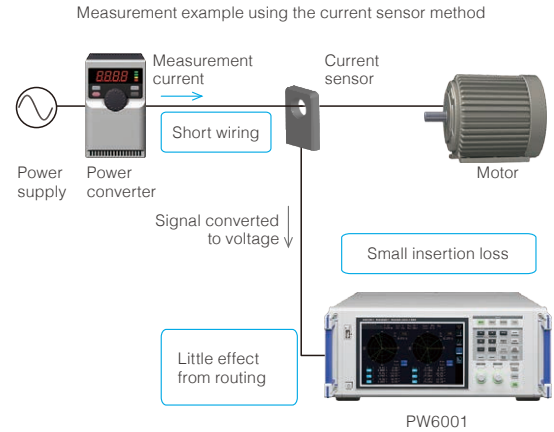 Measurement example using the current sensor method
Measurement
current
Current
sensor
8888
Short wiring
Power
supply
Power
converter
Motor
Signal converted
to voltage
Small insertion loss
Little effect
from routing
PW6001